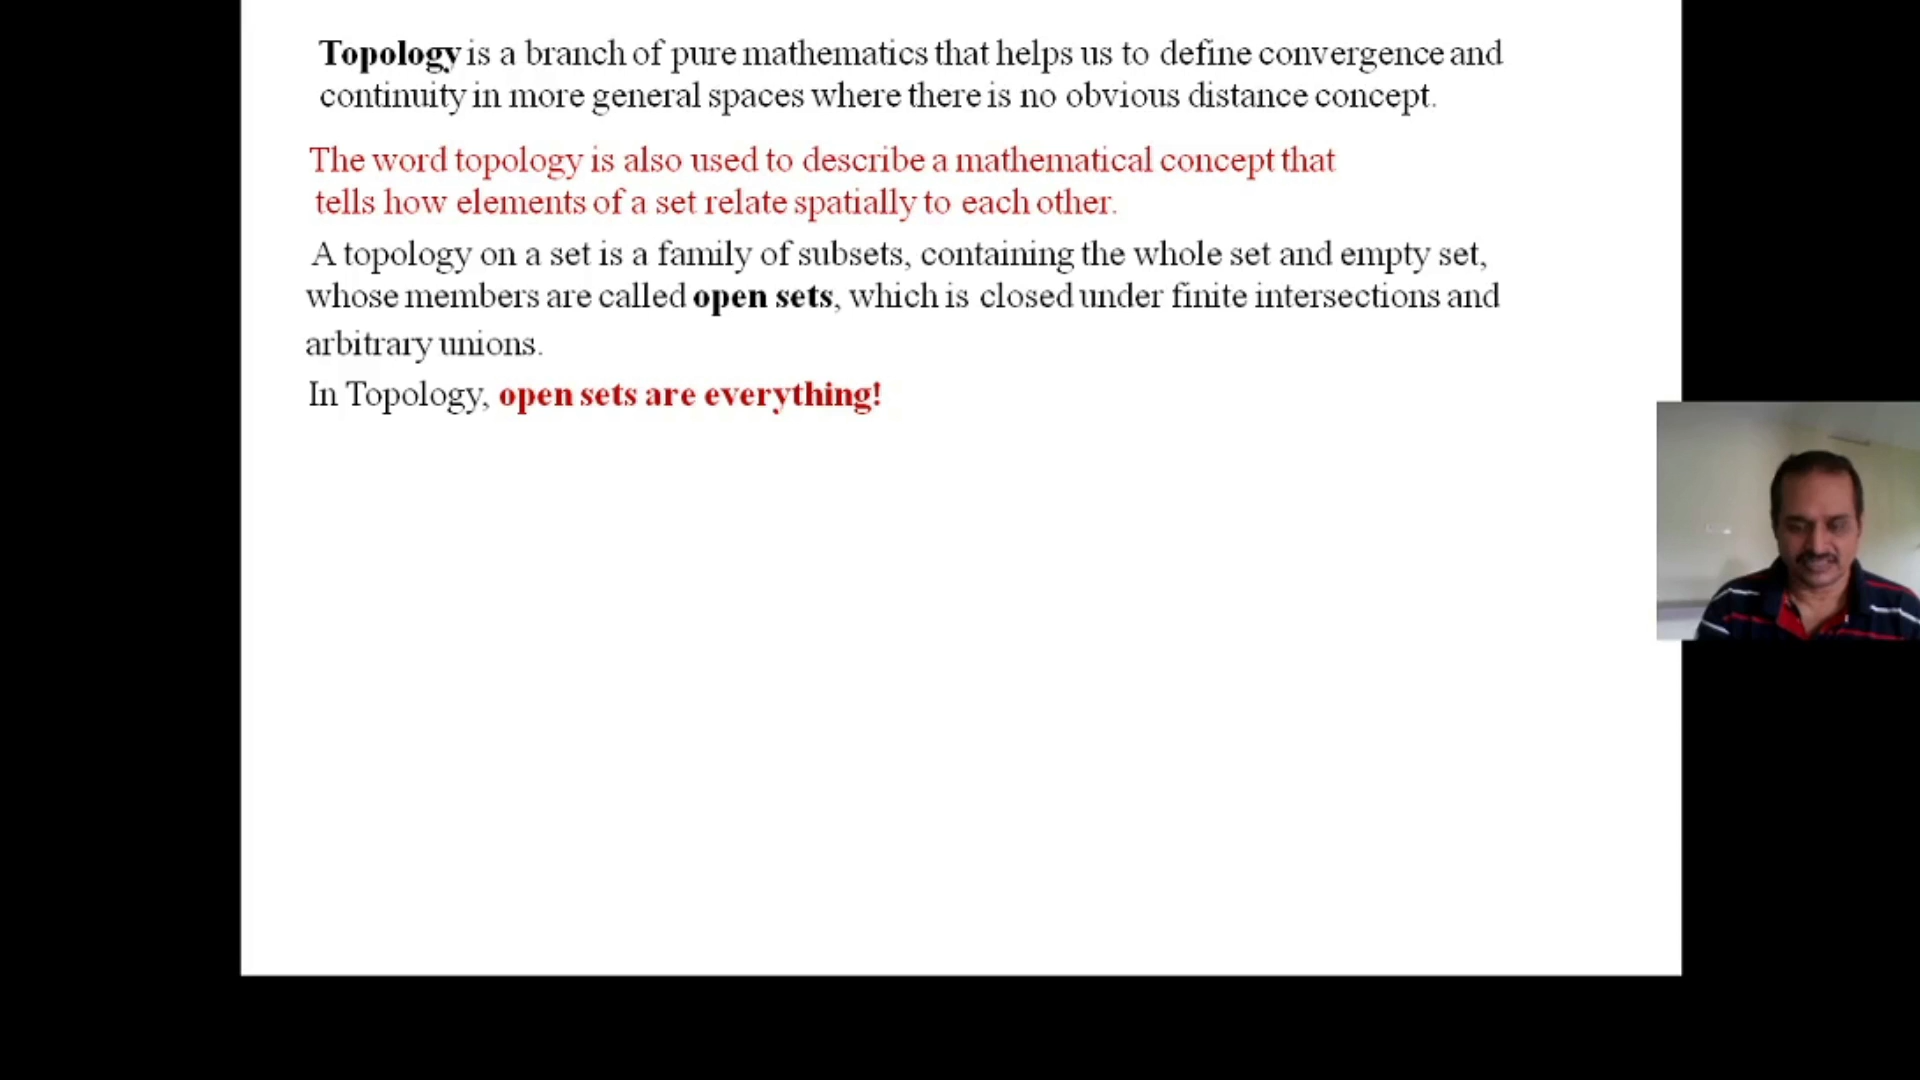 Topology is a branch of pure mathematics that helps us to define convergence and
continuity in more general spaces where there is no obvious distance concept.
The word topology is also used to describe a mathematical concept that
tells how elements of a set relate spatially to each other.
A topology on a set is a family of subsets, containing the whole set and empty set,
whose members are called open sets, which is closed under finite intersections and
arbitrary unions.
In Topology, open sets are everything!